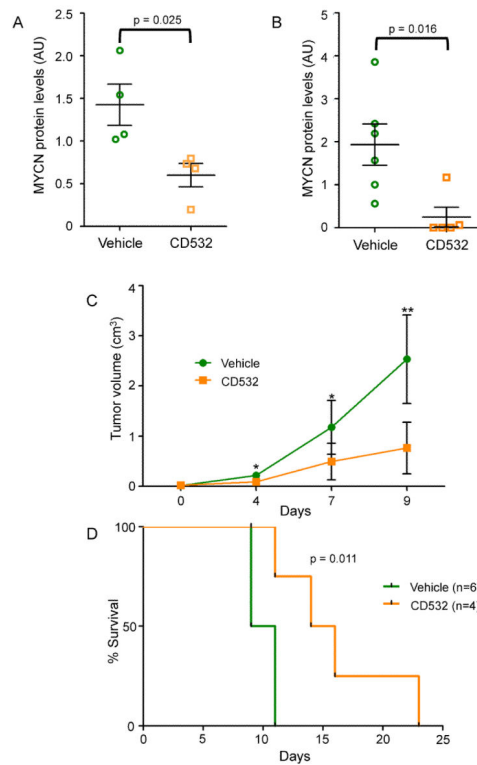 A
p = 0.025
MYCN protein levels (AU)
2.5
2.0
1.5
1.0
0.5
0
Vehicle
CD532
B
p = 0.016
MYCN protein levels (AU)
5
4
3
2
1
0
Vehicle
CD532
C
Tumor volume (cm³)
4
3
2
1
0
Vehicle
CD532
*
*
**
0
4
7
9
Days
D
% Survival
100
50
0
p = 0.011
Vehicle (n=6
CD532 (n=4)
0
5
10
15
20
25
Days